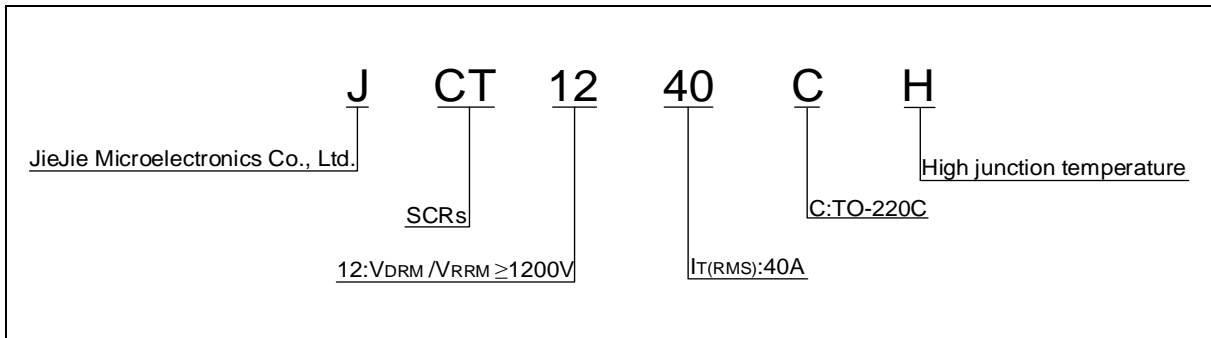 J CT 12 40 C H
JieJie Microelectronics Co., Ltd.
High junction temperature
SCRs
C:TO-220C
12:VDRM /VRRM ≥1200V
IT(RMS):40A